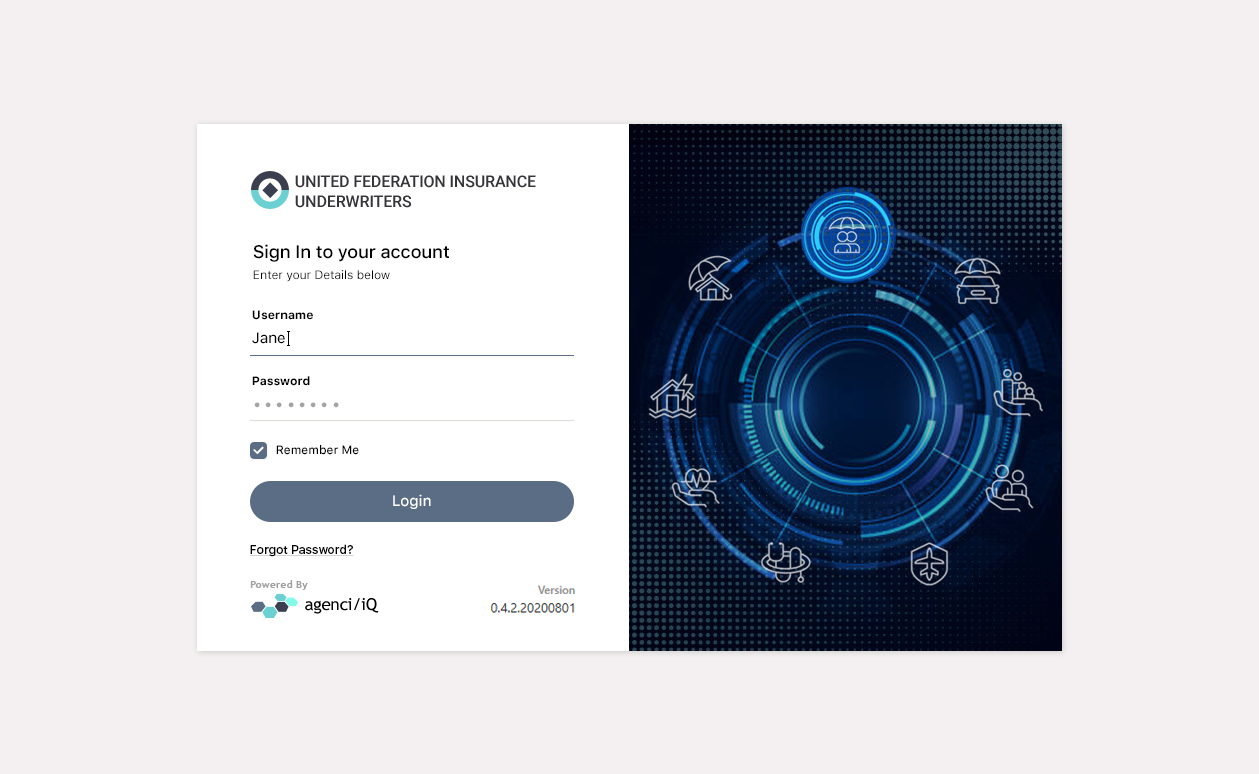 UNITED FEDERATION INSURANCE
UNDERWRITERS
Sign In to your account
Enter your Details below
Username
Jane
Password
Remember Me
Login
Forgot Password?
Powered By
agenci/iQ
Version
0.4.2.20200801